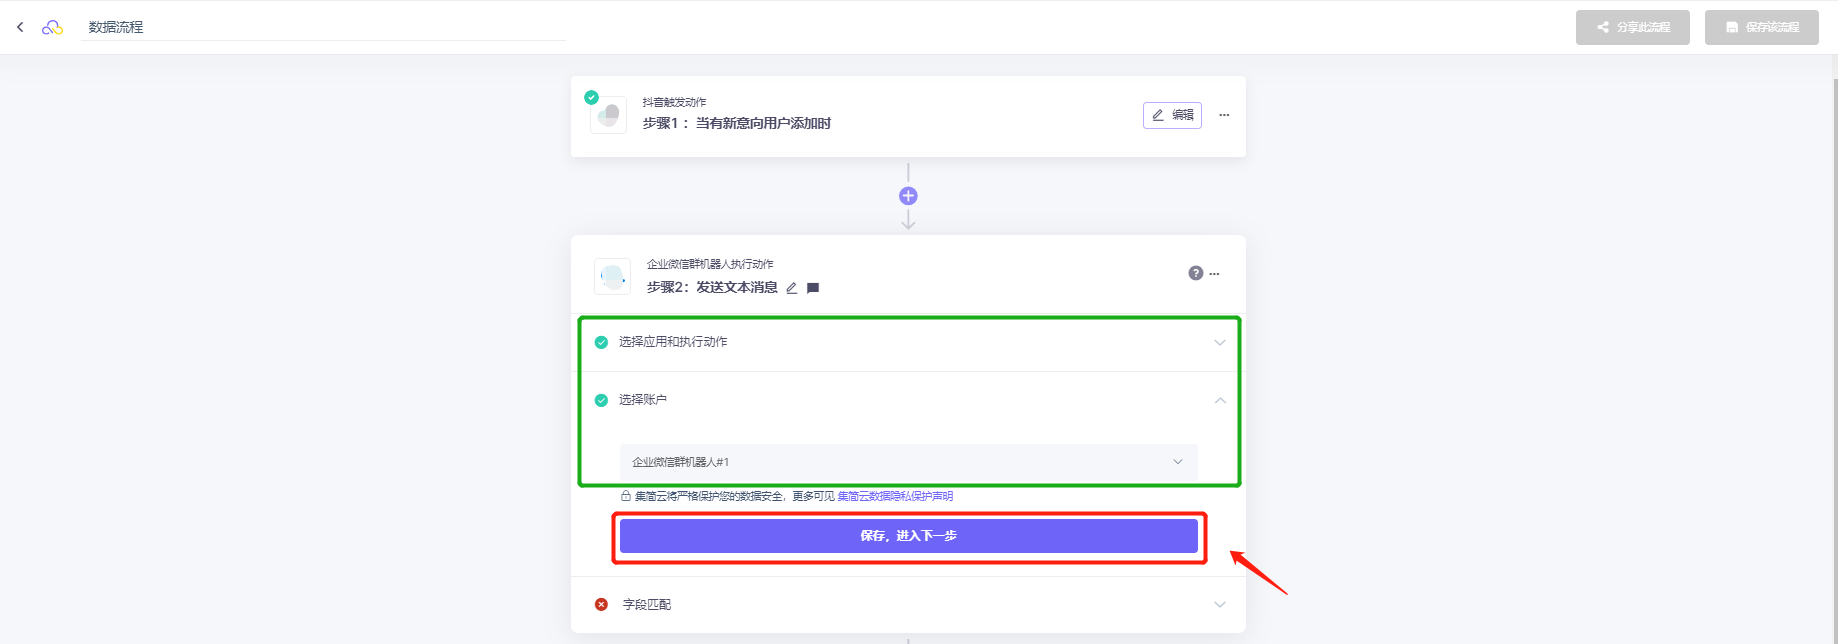 数据流程
分享此流程
保存该流程
抖音触发动作
步骤1：当有新意向用户添加时
编辑
企业微信群机器人执行动作
步骤2：发送文本消息
选择应用和执行动作
选择账户
企业微信群机器人#1
集简云将严格保护您的数据安全，更多可见 集简云数据隐私保护声明
保存，进入下一步
字段匹配